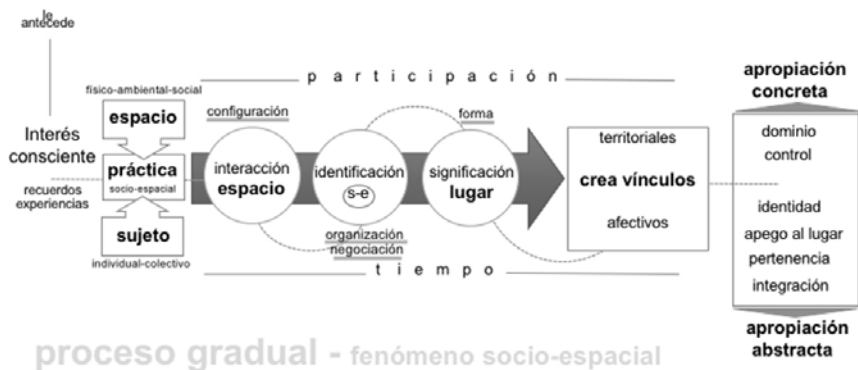 le
antecede
Interés
consciente
recuerdos
experiencias
físico-ambiental-social
espacio
práctica
socio-espacial
sujeto
individual-colectivo
participación
configuración
interacción
espacio
identificación
s-e
organización
negociación
forma
significación
lugar
tiempo
territoriales
crea vínculos
afectivos
apropiación
concreta
dominio
control
identidad
apego al lugar
pertenencia
integración
apropiación
abstracta
proceso gradual - fenómeno socio-espacial